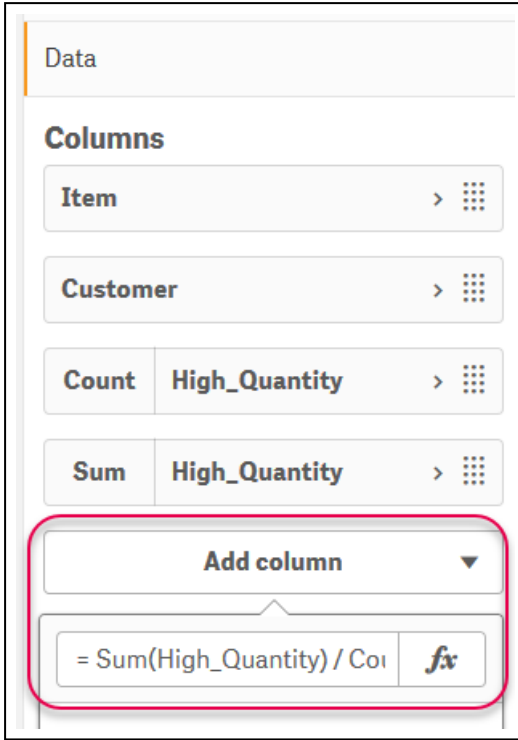 Data
Columns
Item
Customer
Count High_Quantity
Sum High_Quantity
Add column
= Sum(High_Quantity) / Cou fx